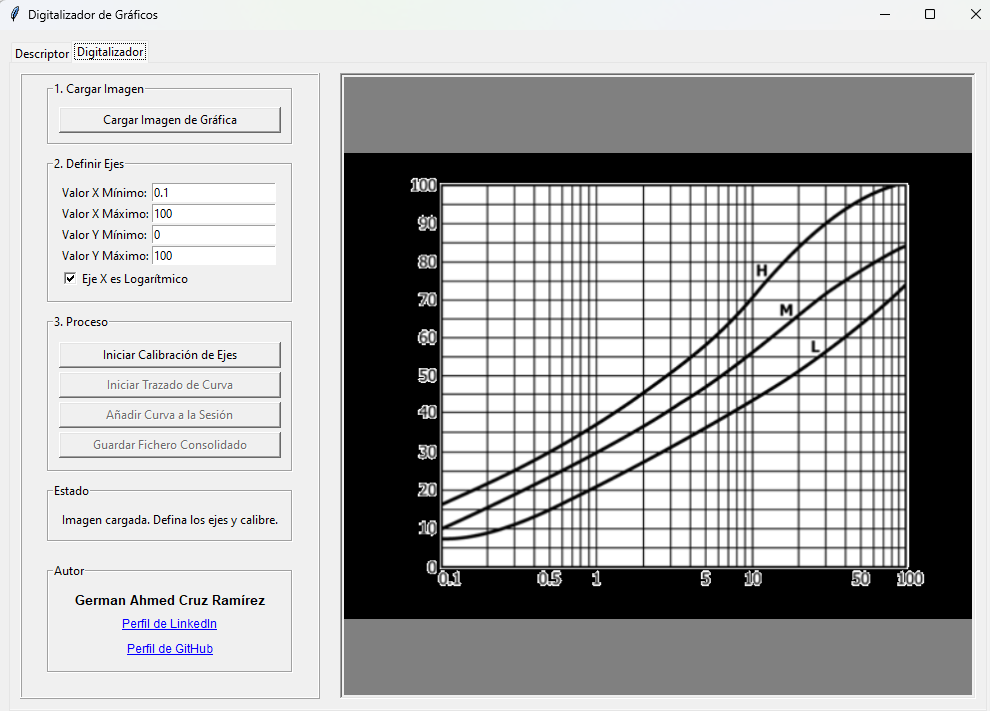 Digitalizador de Gráficos
Descriptor Digitalizador
1. Cargar Imagen
Cargar Imagen de Gráfica
2. Definir Ejes
Valor X Mínimo: 0.1
Valor X Máximo: 100
Valor Y Mínimo: 0
Valor Y Máximo: 100
Eje X es Logarítmico
3. Proceso
Iniciar Calibración de Ejes
Iniciar Trazado de Curva
Añadir Curva a la Sesión
Guardar Fichero Consolidado
Estado
Imagen cargada. Defina los ejes y calibre.
Autor
German Ahmed Cruz Ramírez
Perfil de LinkedIn
Perfil de GitHub
100
90
80
70
60
50
40
30
20
10
0
H
M
L
0.1 0.5 1 5 10 50 100